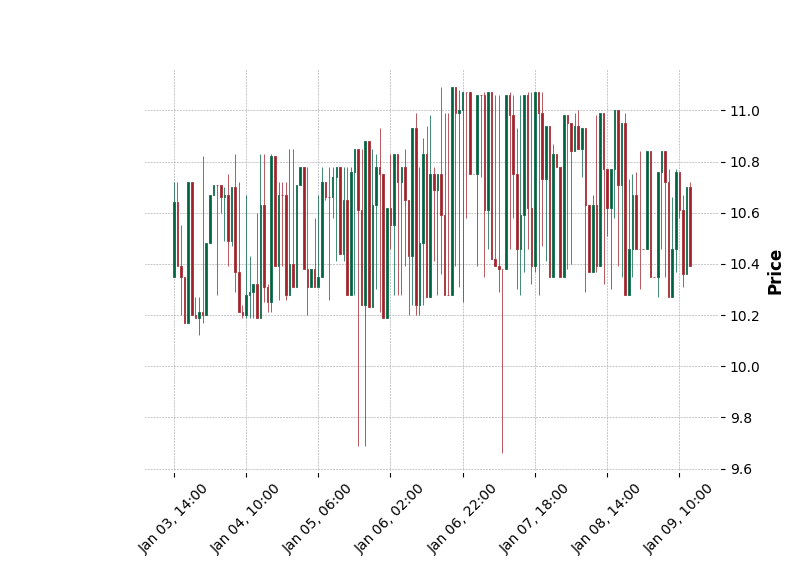 11.0
10.8
10.6
10.4
10.2
10.0
9.8
9.6
Price
Jan 03, 14:00
Jan 04, 10:00
Jan 05, 06:00
Jan 06, 02:00
Jan 06, 22:00
Jan 07, 18:00
Jan 08, 14:00
Jan 09, 10:00